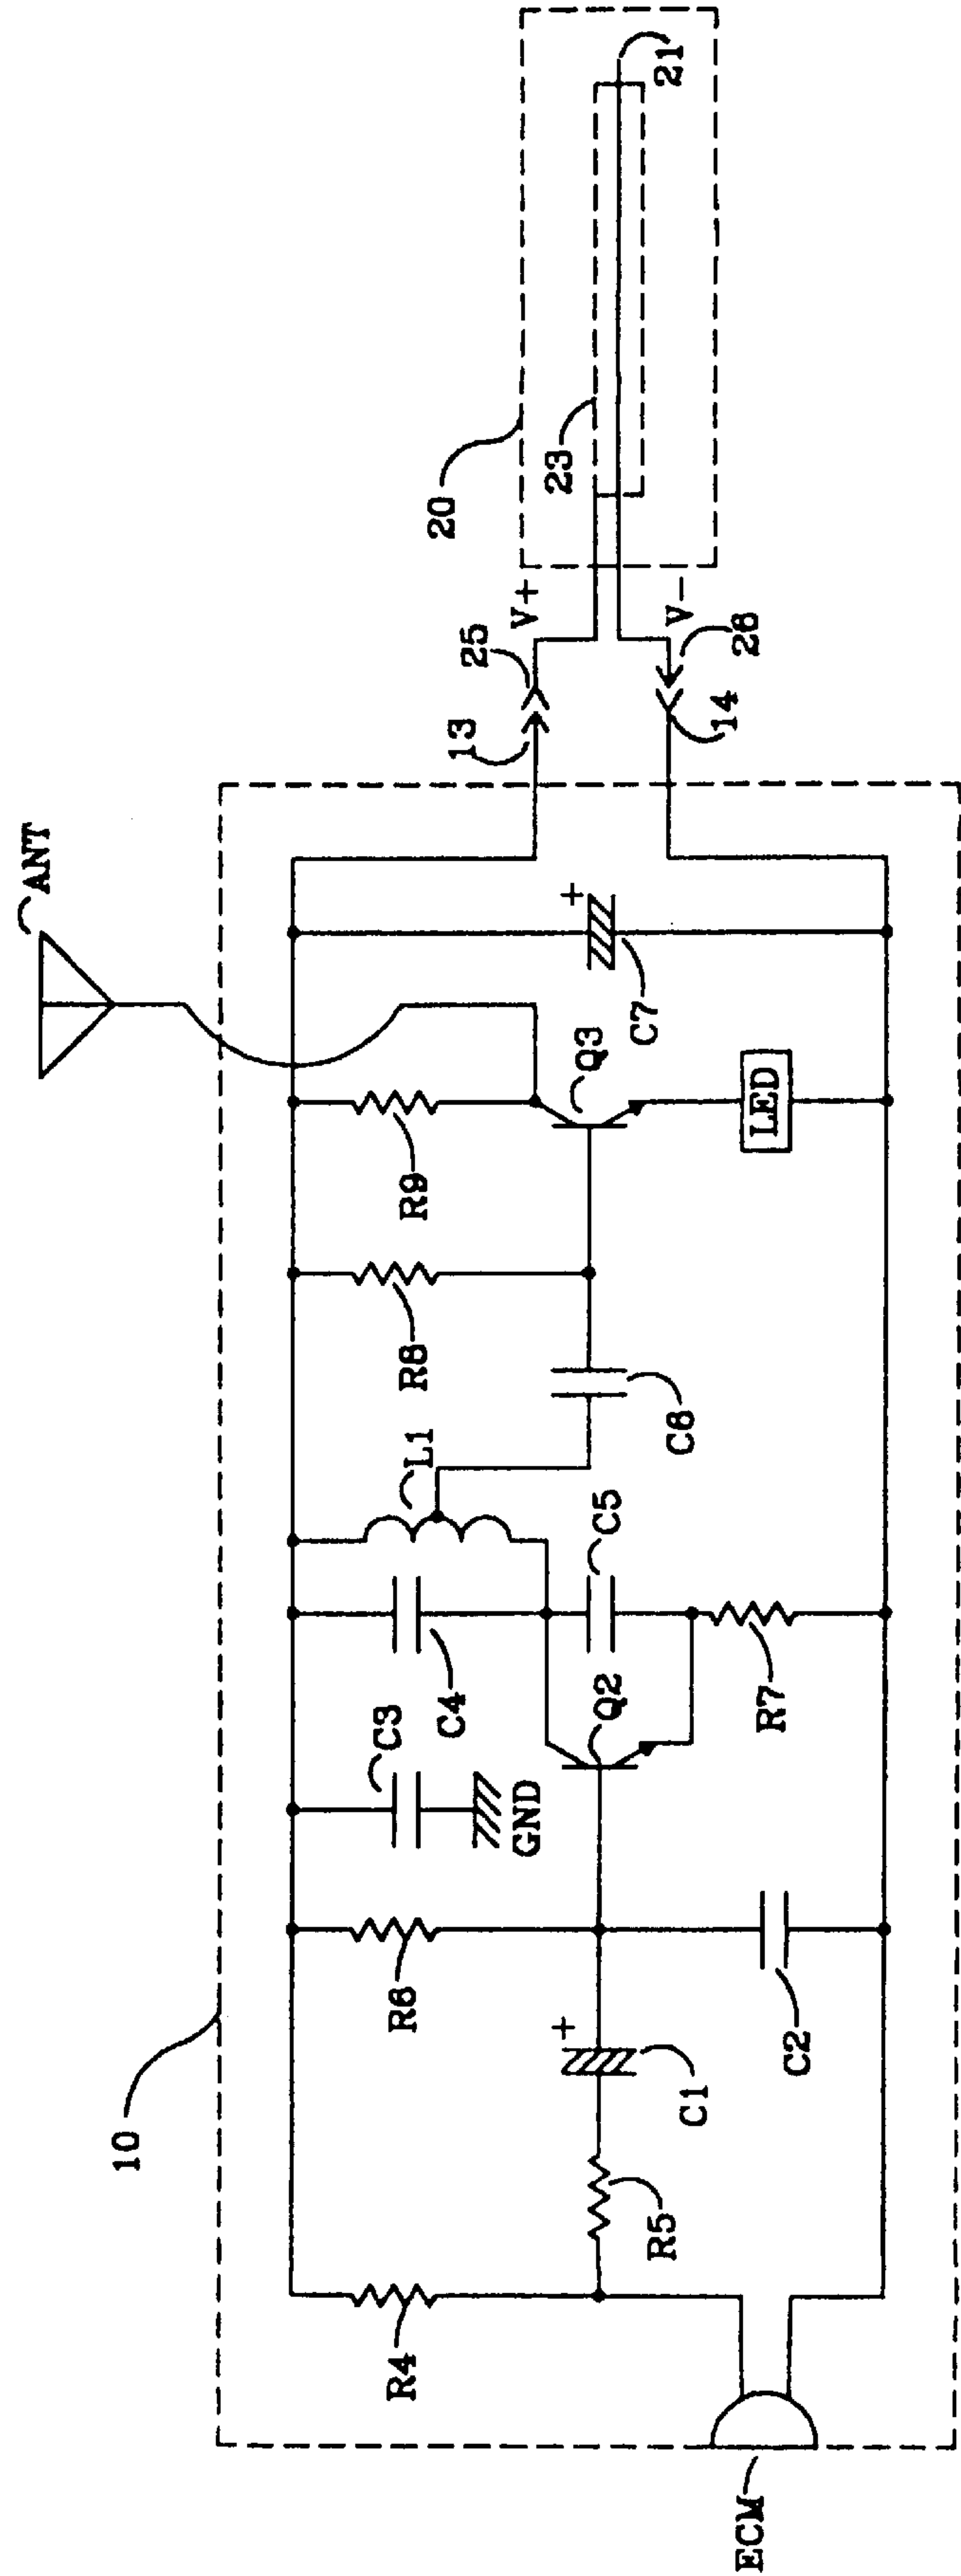 ANT
10
20
21
23
25
V+
13
V-
26
14
R4
R6
C3
GND
C4
L1
R8
R9
Q3
+
C7
R5
+
C1
Q2
C5
C6
C2
R7
LED
ECM